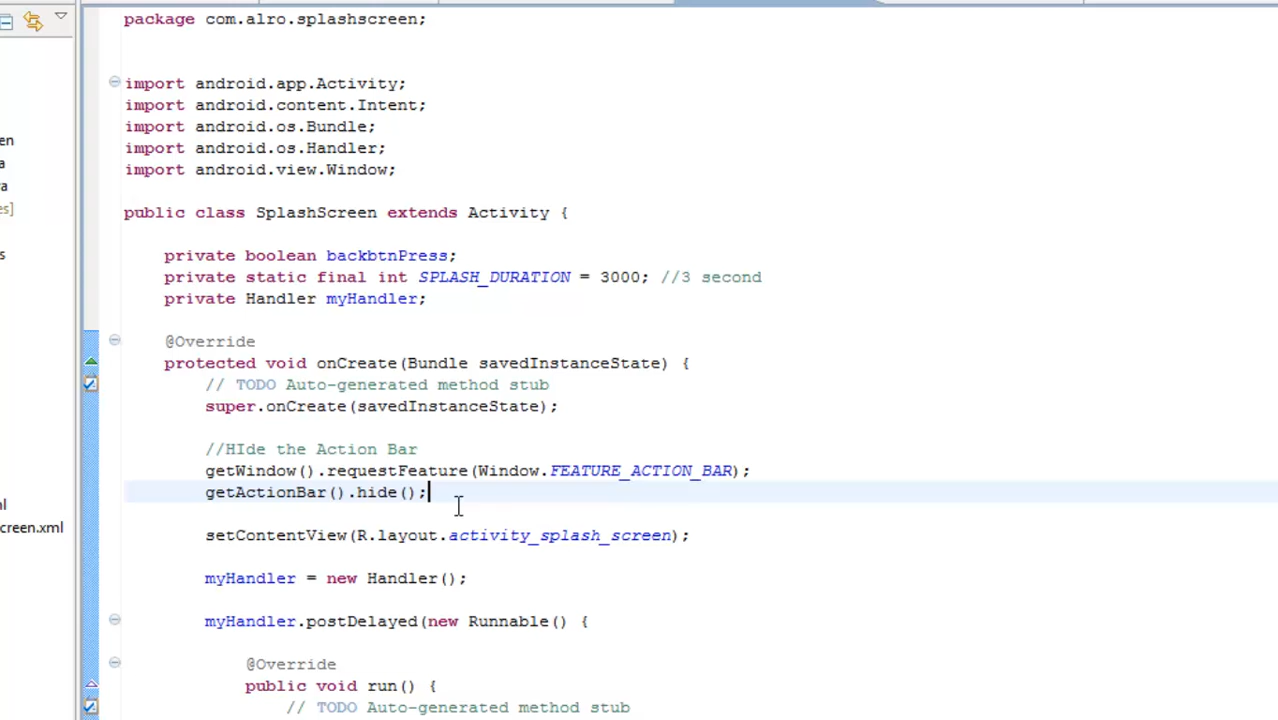 package com.alro.splashscreen;
import android.app.Activity;
import android.content.Intent;
import android.os.Bundle;
import android.os.Handler;
import android.view.Window;
public class SplashScreen extends Activity {
private boolean backbtnPress;
private static final int SPLASH_DURATION = 3000; //3 second
private Handler myHandler;
@Override
protected void onCreate(Bundle savedInstanceState) {
// TODO Auto-generated method stub
super.onCreate(savedInstanceState);
//HIde the Action Bar
getWindow().requestFeature(Window.FEATURE_ACTION_BAR);
getActionBar().hide();
setContentView(R.layout.activity_splash_screen);
myHandler = new Handler();
myHandler.postDelayed(new Runnable() {
@Override
public void run() {
// TODO Auto-generated method stub
en
a
ra
es]
s
ml
screen.xml